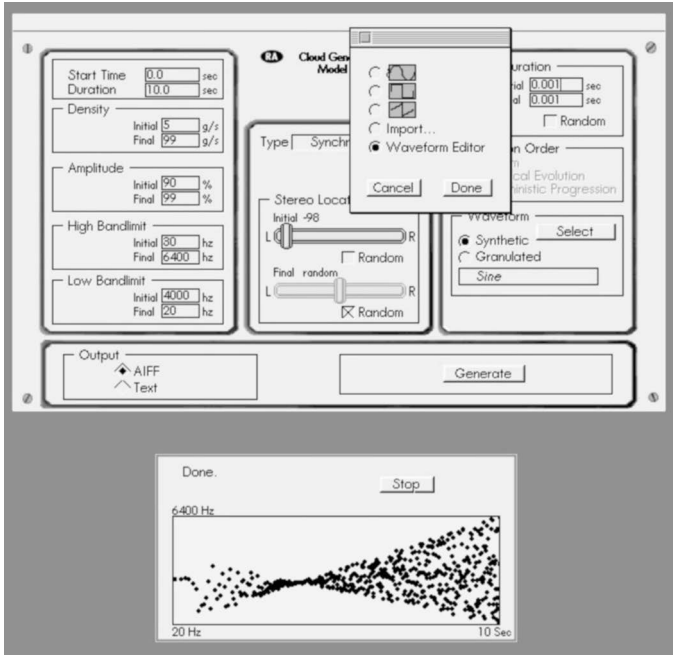 RA
Cloud Gen
Model
Start Time 0.0 sec
Duration 10.0 sec
Density
Initial 5 g/s
Final 99 g/s
Amplitude
Initial 90 %
Final 99 %
High Bandlimit
Initial 30 hz
Final 6400 hz
Low Bandlimit
Initial 4000 hz
Final 20 hz
Type Synchr
Stereo Locat
Initial -98
L R
Random
Final random
L R
Random
Import...
Waveform Editor
Cancel Done
uration
ial 0.001 sec
al 0.001 sec
Random
on Order
m
ical Evolution
inistic Progression
Waveform
Synthetic Select
Granulated
Sine
Output
AIFF
Text
Generate
Done.
Stop
6400 Hz
20 Hz 10 Sec